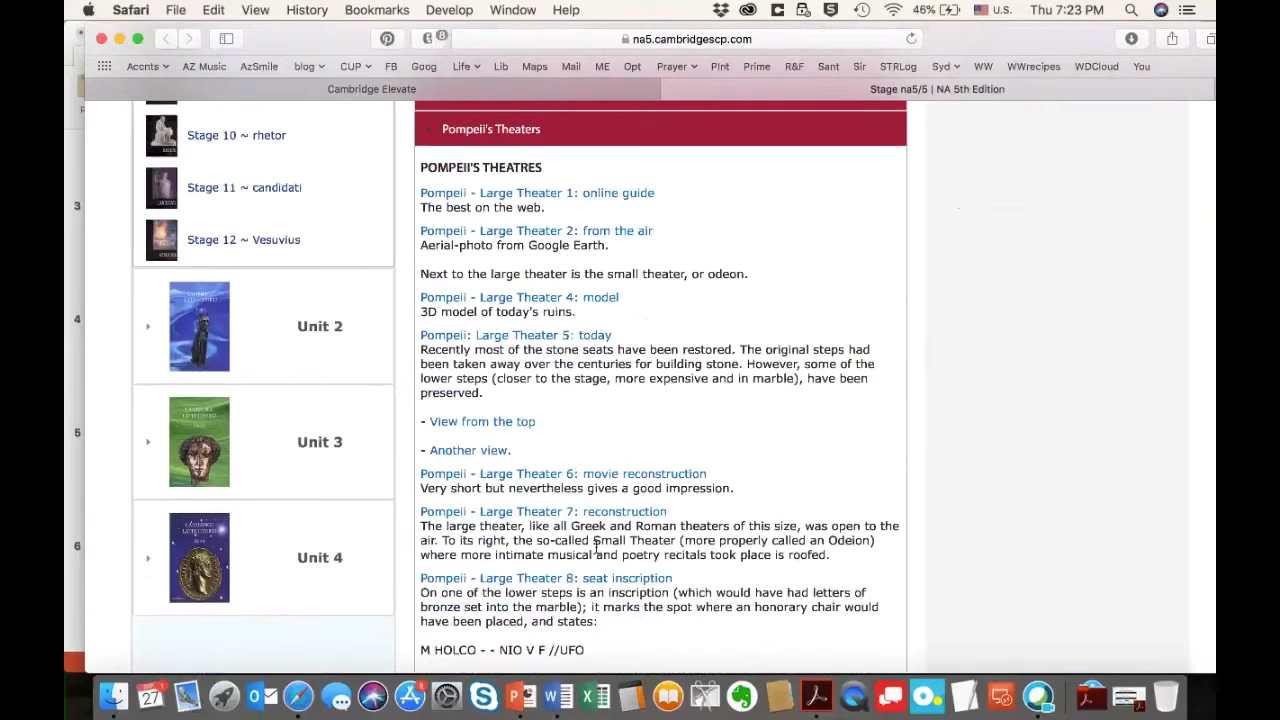 Safari File Edit View History Bookmarks Develop Window Help 46% U.S. Thu 7:23 PM
8 na5.cambridgescp.com
Accnts AZ Music AzSmile blog CUP FB Goog Life Lib Maps Mail ME Opt Prayer PInt Prime R&F Sant Sir STRLog Syd WW WWrecipes WDCloud You
Cambridge Elevate
Stage na5/5 | NA 5th Edition
3
4
5
6
Stage 10 ~ rhetor
Stage 11 ~ candidati
Stage 12 ~ Vesuvius
Unit 2
Unit 3
Unit 4
Pompeii's Theaters
POMPEII'S THEATRES
Pompeii - Large Theater 1: online guide
The best on the web.
Pompeii - Large Theater 2: from the air
Aerial-photo from Google Earth.
Next to the large theater is the small theater, or odeon.
Pompeii - Large Theater 4: model
3D model of today's ruins.
Pompeii: Large Theater 5: today
Recently most of the stone seats have been restored. The original steps had
been taken away over the centuries for building stone. However, some of the
lower steps (closer to the stage, more expensive and in marble), have been
preserved.
- View from the top
- Another view.
Pompeii - Large Theater 6: movie reconstruction
Very short but nevertheless gives a good impression.
Pompeii - Large Theater 7: reconstruction
The large theater, like all Greek and Roman theaters of this size, was open to the
air. To its right, the so-called Small Theater (more properly called an Odeion)
where more intimate musical and poetry recitals took place is roofed.
Pompeii - Large Theater 8: seat inscription
On one of the lower steps is an inscription (which would have had letters of
bronze set into the marble); it marks the spot where an honorary chair would
have been placed, and states:
M HOLCO - - NIO V F //UFO
27